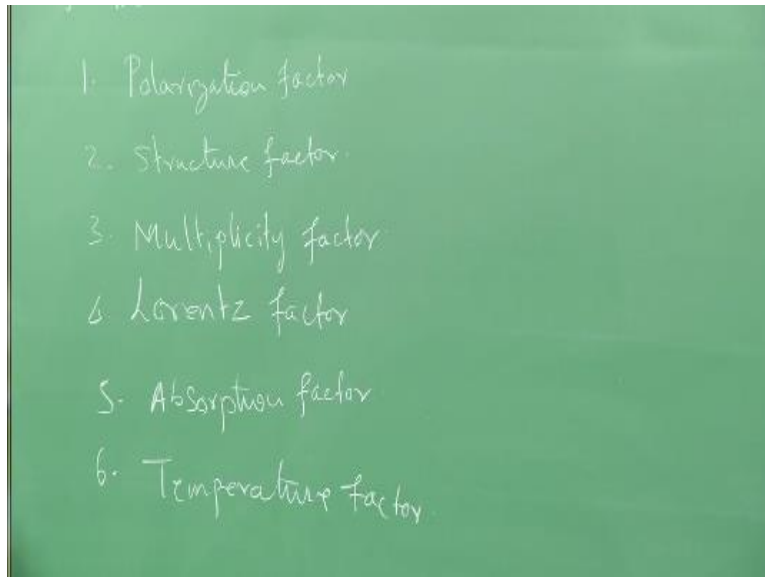 1. Polarization factor
2. Structure factor.
3. Multiplicity factor
4 Lorentz factor
5. Absorption factor
6. Temperature factor.